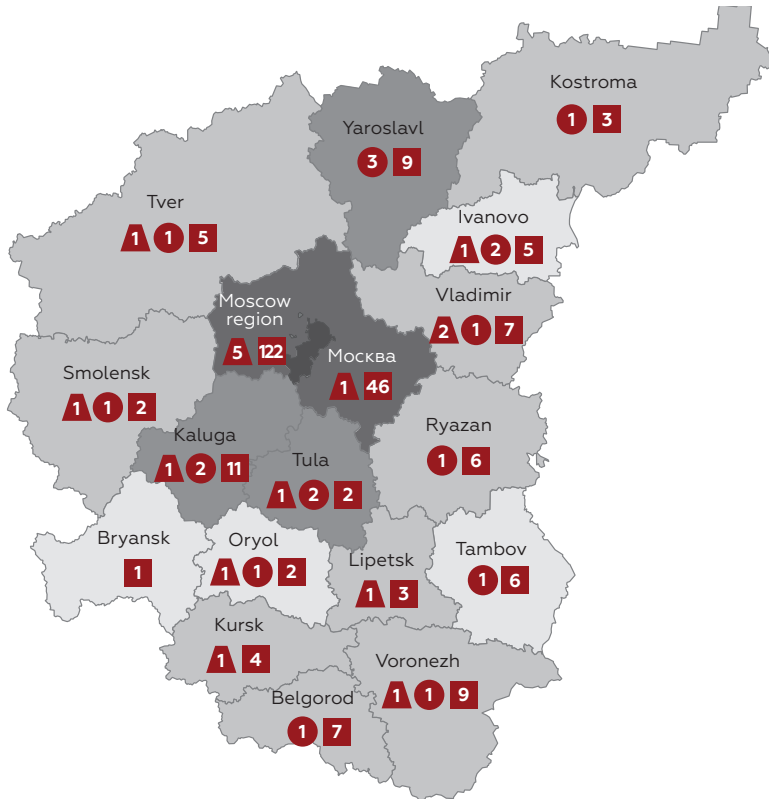 Kostroma
1 3
Yaroslavl
3 9
Tver
1 1 5
Ivanovo
1 2 5
Vladimir
2 1 7
Moscow
region
5 122
Москва
1 46
Smolensk
1 1 2
Ryazan
1 6
Kaluga
1 2 11
Tula
1 2 2
Bryansk
1
Oryol
1 1 2
Lipetsk
1 3
Tambov
1 6
Kursk
1 4
Voronezh
1 1 9
Belgorod
1 7